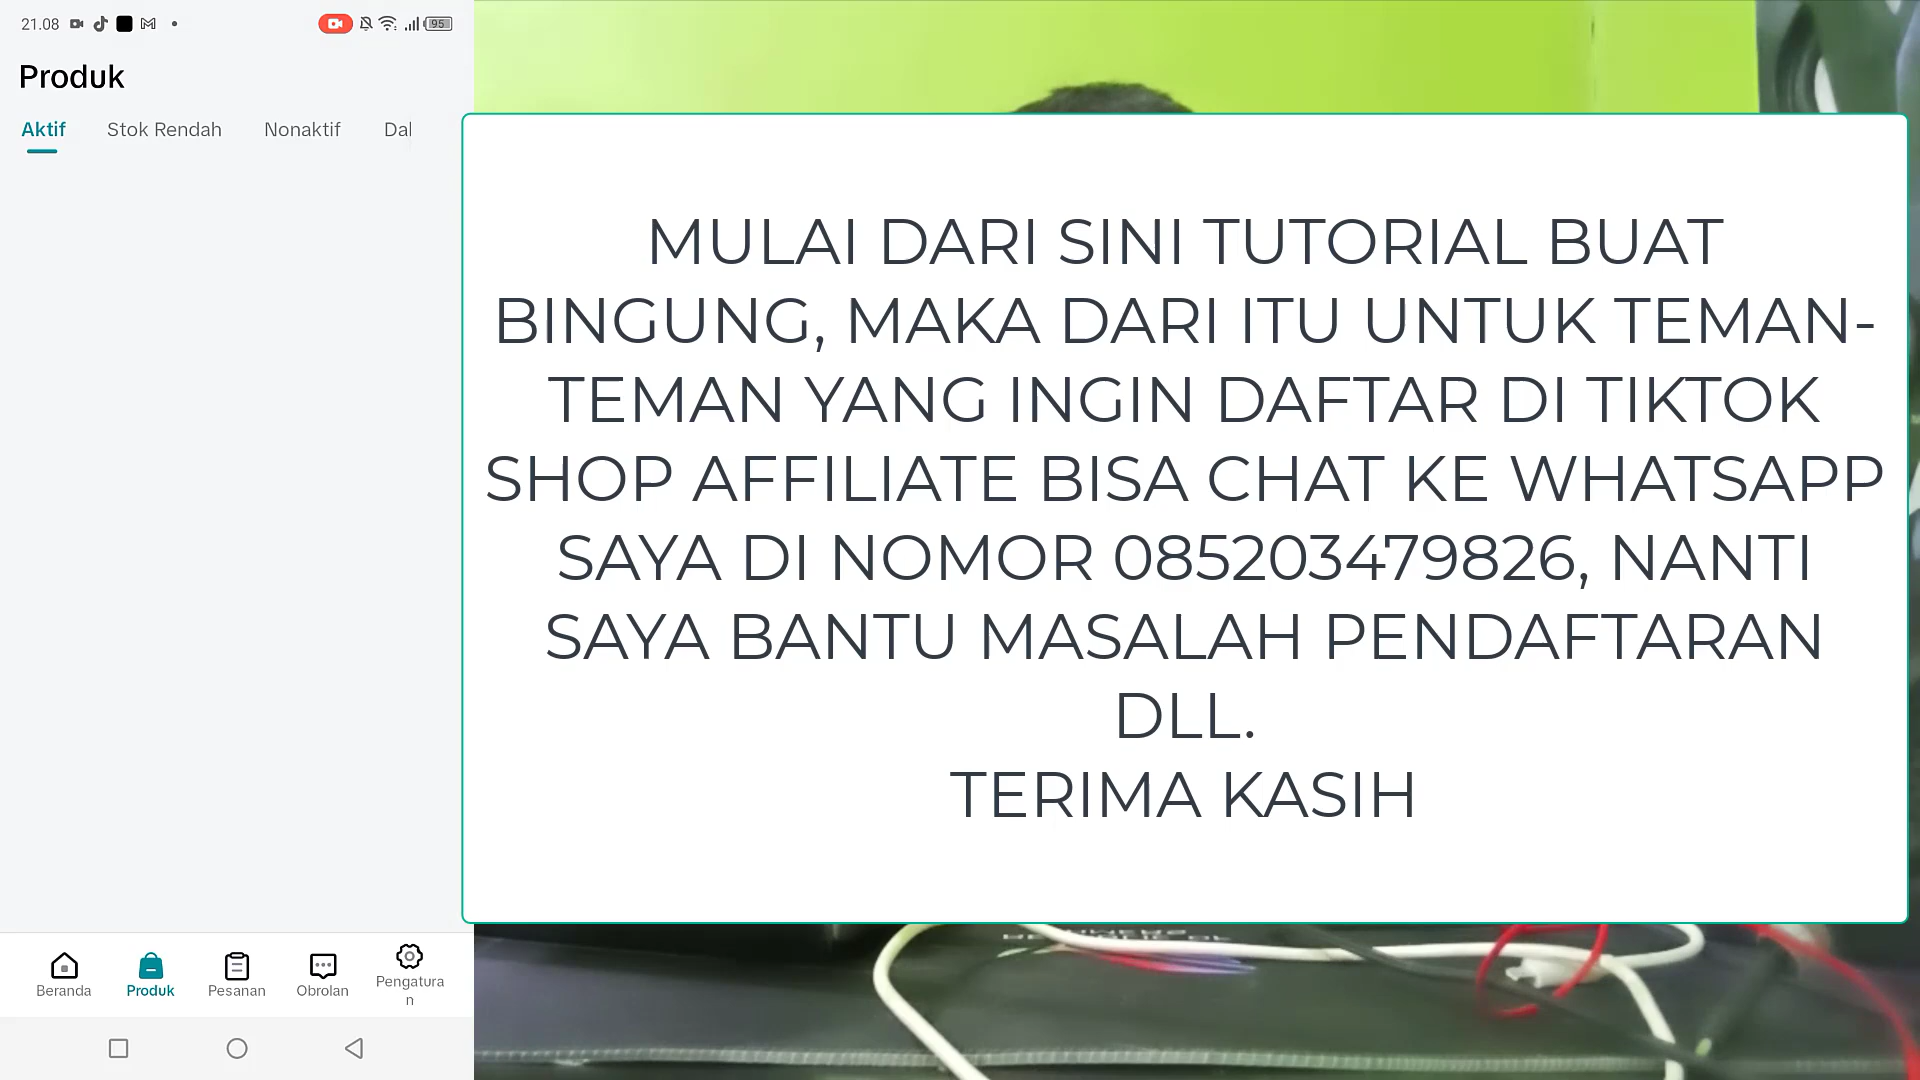 21.08
95
Produk
Aktif Stok Rendah Nonaktif Dal
MULAI DARI SINI TUTORIAL BUAT
BINGUNG, MAKA DARI ITU UNTUK TEMAN-
TEMAN YANG INGIN DAFTAR DI TIKTOK
SHOP AFFILIATE BISA CHAT KE WHATSAPP
SAYA DI NOMOR 085203479826, NANTI
SAYA BANTU MASALAH PENDAFTARAN
DLL.
TERIMA KASIH
Beranda Produk Pesanan Obrolan Pengatura
n